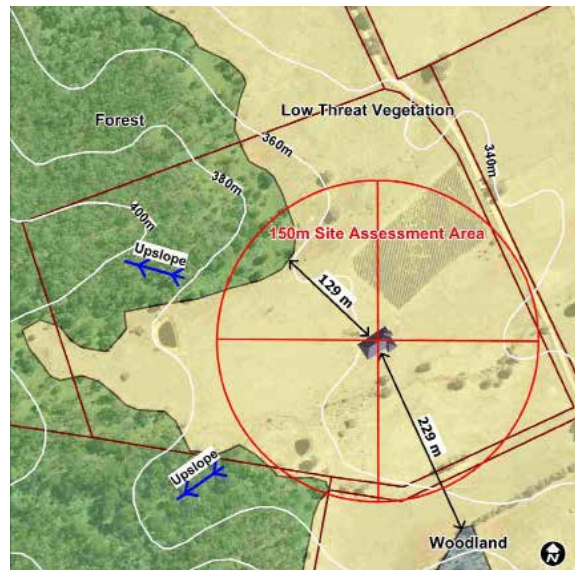 Low Threat Vegetation
Forest
360m
340m
380m
400m
150m Site Assessment Area
Upslope
129 m
229 m
Upslope
Woodland
N